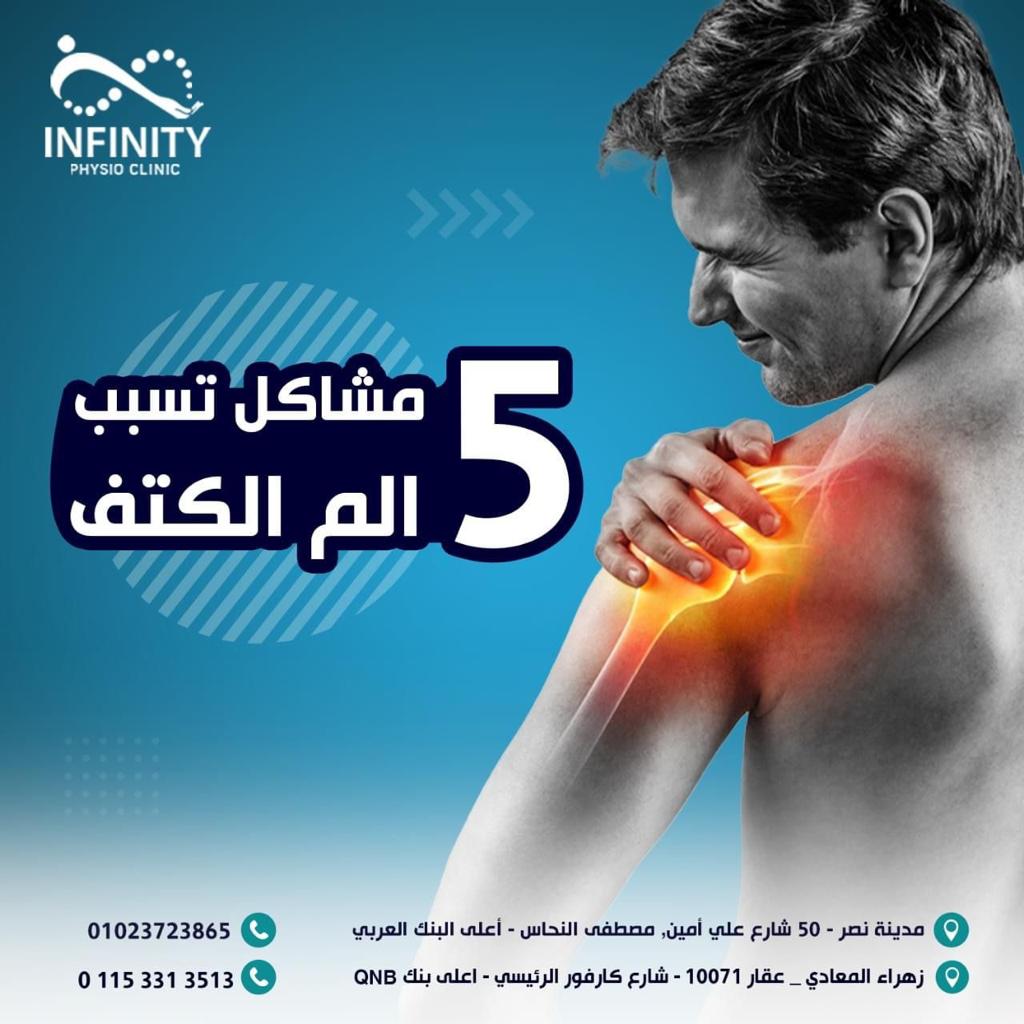 INFINITY
PHYSIO CLINIC
5 مشاكل تسبب
الم الكتف
مدينة نصر - 50 شارع علي أمين, مصطفى النحاس - أعلى البنك العربي
01023723865
زهراء المعادي _ عقار 10071 - شارع كارفور الرئيسي - اعلى بنك QNB
0 115 331 3513